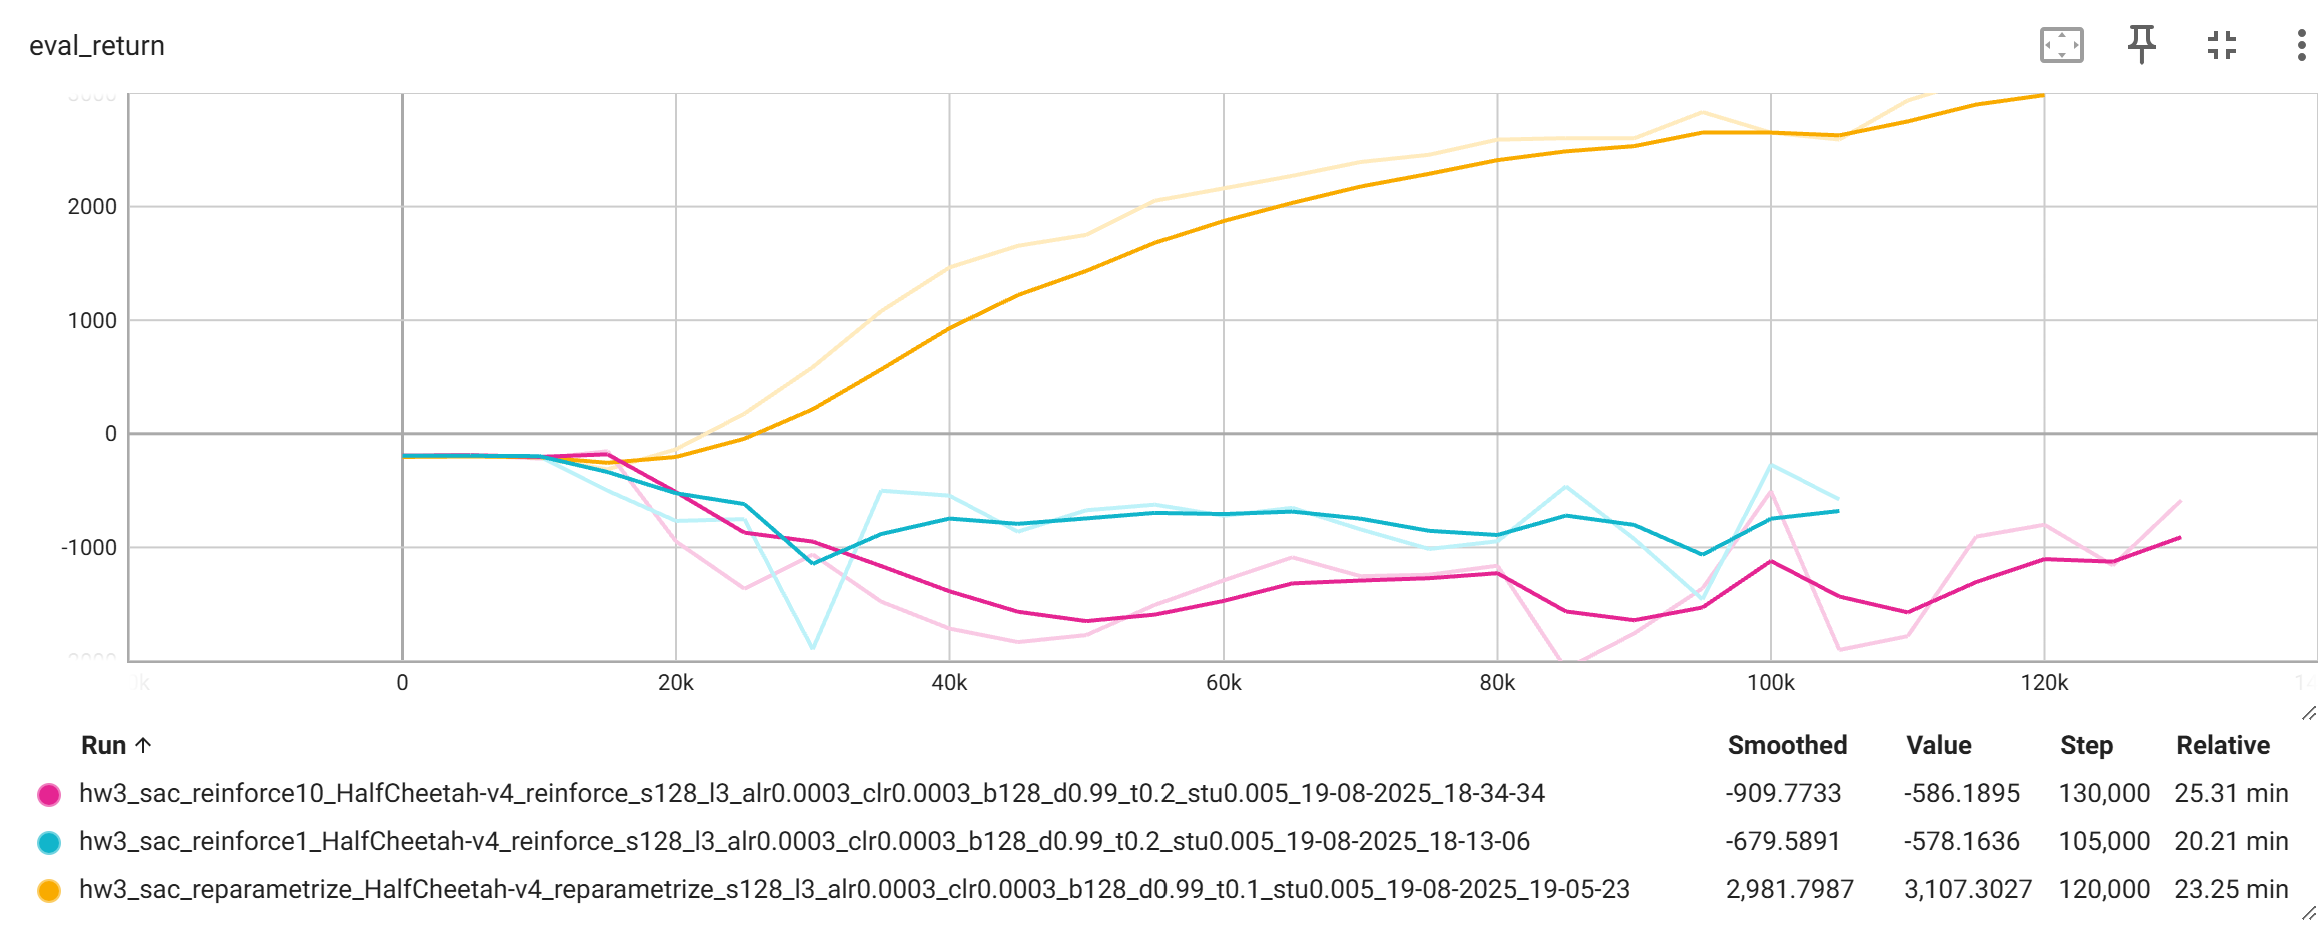 eval_return
3000
2000
1000
0
-1000
0 20k 40k 60k 80k 100k 120k
Run Smoothed Value Step Relative
hw3_sac_reinforce10_HalfCheetah-v4_reinforce_s128_l3_alr0.0003_clr0.0003_b128_d0.99_t0.2_stu0.005_19-08-2025_18-34-34 -909.7733 -586.1895 130,000 25.31 min
hw3_sac_reinforce1_HalfCheetah-v4_reinforce_s128_l3_alr0.0003_clr0.0003_b128_d0.99_t0.2_stu0.005_19-08-2025_18-13-06 -679.5891 -578.1636 105,000 20.21 min
hw3_sac_reparametrize_HalfCheetah-v4_reparametrize_s128_l3_alr0.0003_clr0.0003_b128_d0.99_t0.1_stu0.005_19-08-2025_19-05-23 2,981.7987 3,107.3027 120,000 23.25 min